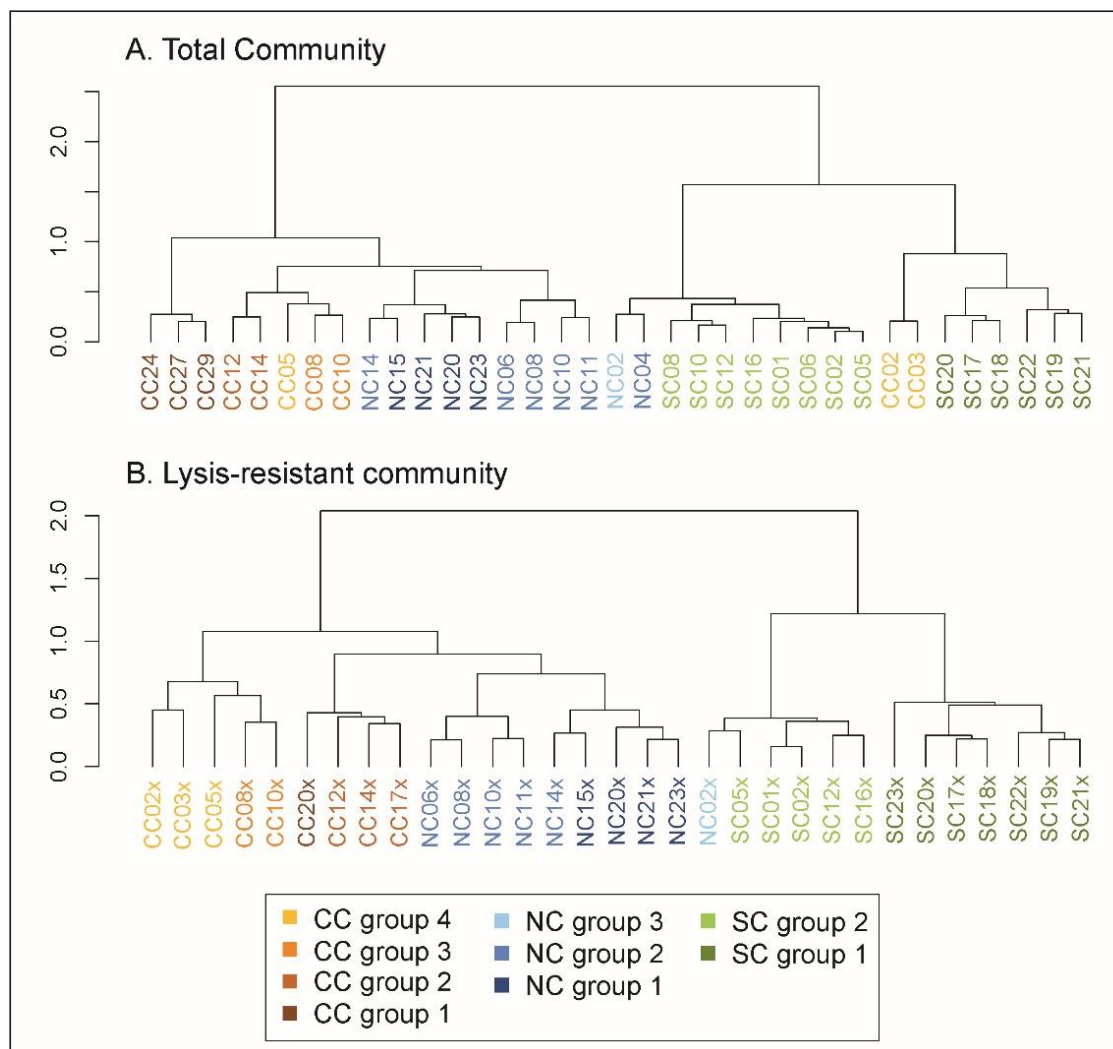 A. Total Community
2.0
1.0
0.0
CC24 CC27 CC29 CC12 CC14 CC05 CC08 CC10 NC14 NC15 NC21 NC20 NC23 NC06 NC08 NC10 NC11 NC02 NC04 SC08 SC10 SC12 SC16 SC01 SC06 SC02 SC05 CC02 CC03 SC20 SC17 SC18 SC22 SC19 SC21
B. Lysis-resistant community
2.0
1.5
1.0
0.5
0.0
CC02x CC03x CC05x CC08x CC10x CC20x CC12x CC14x CC17x NC06x NC08x NC10x NC11x NC14x NC15x NC20x NC21x NC23x NC02x SC05x SC01x SC02x SC12x SC16x SC23x SC20x SC17x SC18x SC22x SC19x SC21x
CC group 4
CC group 3
CC group 2
CC group 1
NC group 3
NC group 2
NC group 1
SC group 2
SC group 1